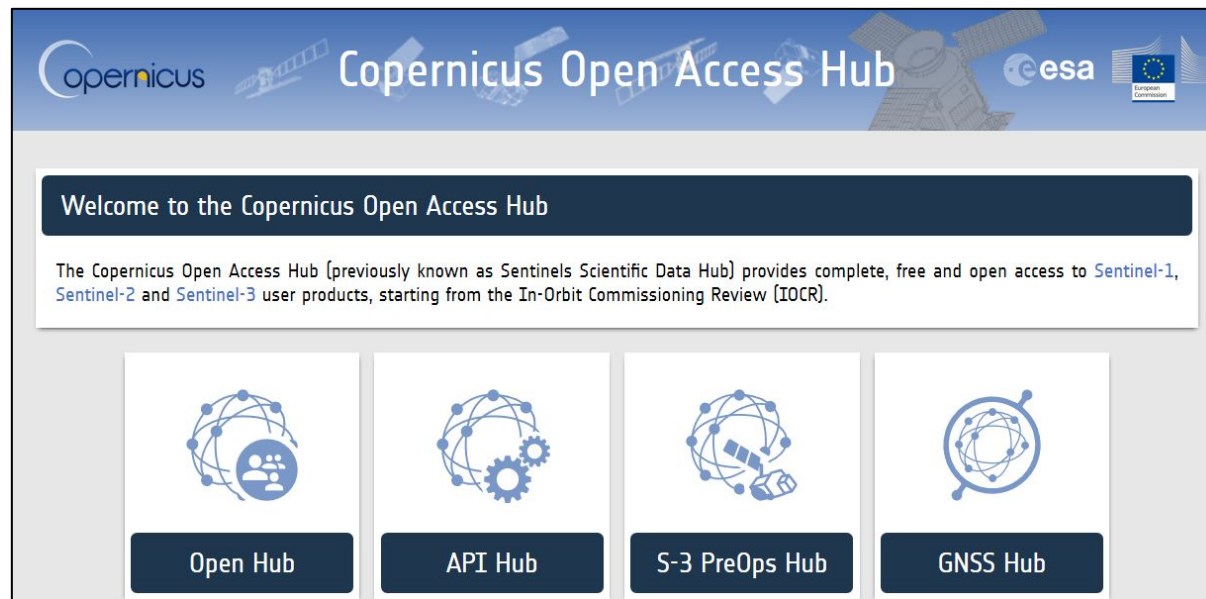 opernicus
Copernicus Open Access Hub
esa
European
Commission
Welcome to the Copernicus Open Access Hub
The Copernicus Open Access Hub (previously known as Sentinels Scientific Data Hub) provides complete, free and open access to Sentinel-1,
Sentinel-2 and Sentinel-3 user products, starting from the In-Orbit Commissioning Review (IOCR).
Open Hub
API Hub
S-3 PreOps Hub
GNSS Hub